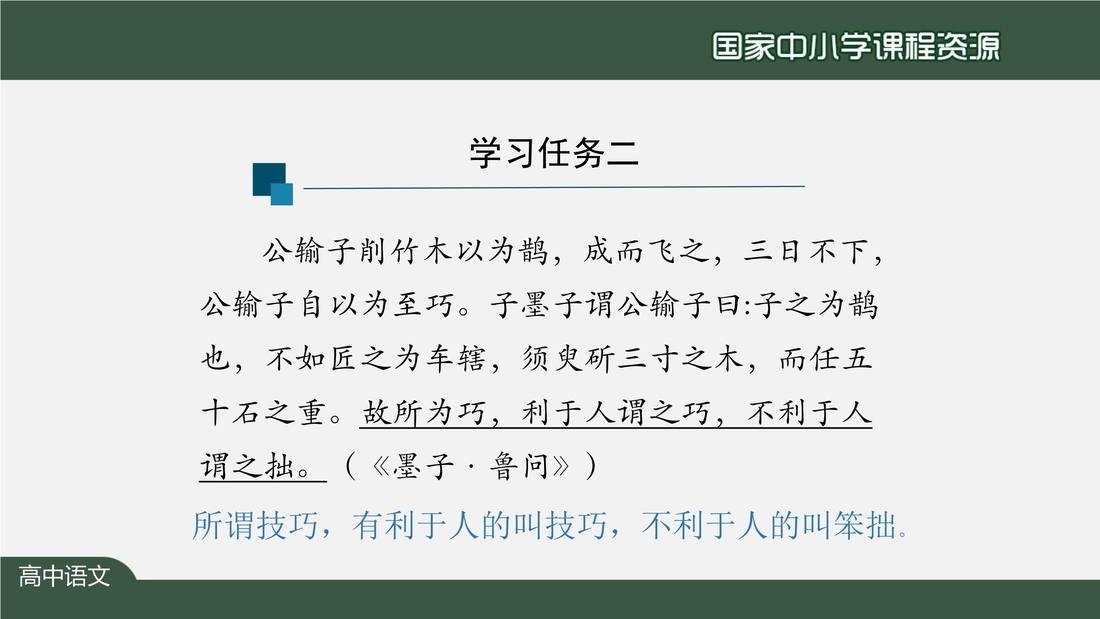 国家中小学课程资源
学习任务二
公输子削竹木以为鹊，成而飞之，三日不下，
公输子自以为至巧。子墨子谓公输子曰:子之为鹊
也，不如匠之为车辖，须臾斫三寸之木，而任五
十石之重。故所为巧，利于人谓之巧，不利于人
谓之拙。（《墨子·鲁问》）
所谓技巧，有利于人的叫技巧，不利于人的叫笨拙。
高中语文